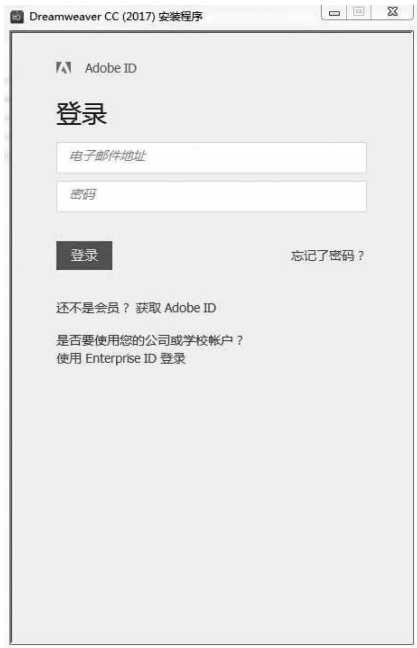 Dreamweaver CC (2017) 安装程序
Adobe ID
登录
电子邮件地址
密码
登录
忘记了密码？
还不是会员？ 获取 Adobe ID
是否要使用您的公司或学校帐户？
使用 Enterprise ID 登录